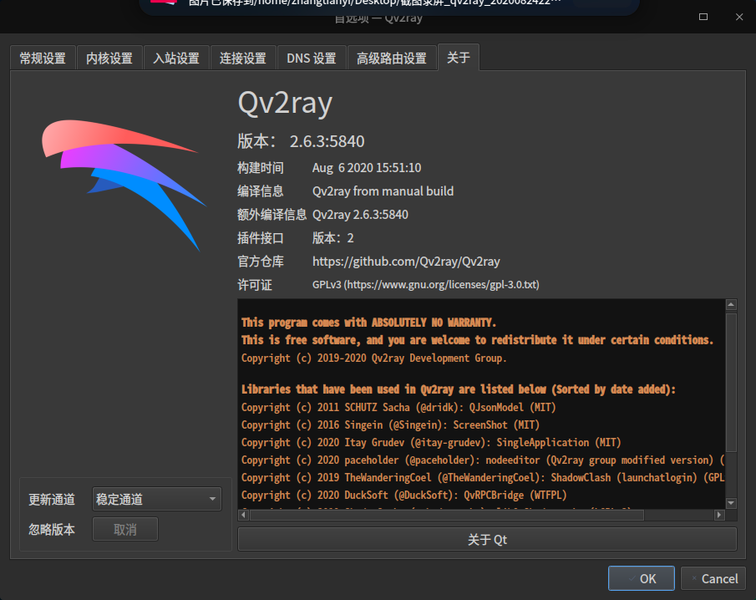 图片已保存到/home/zhangtianyi/Desktop/截图录屏_qv2ray_2020082422…
首选项 — Qv2ray
常规设置 内核设置 入站设置 连接设置 DNS 设置 高级路由设置 关于
Qv2ray
版本： 2.6.3:5840
构建时间 Aug 6 2020 15:51:10
编译信息 Qv2ray from manual build
额外编译信息 Qv2ray 2.6.3:5840
插件接口 版本：2
官方仓库 https://github.com/Qv2ray/Qv2ray
许可证 GPLv3 (https://www.gnu.org/licenses/gpl-3.0.txt)
This program comes with ABSOLUTELY NO WARRANTY.
This is free software, and you are welcome to redistribute it under certain conditions.
Copyright (c) 2019-2020 Qv2ray Development Group.
Libraries that have been used in Qv2ray are listed below (Sorted by date added):
Copyright (c) 2011 SCHUTZ Sacha (@dridk): QJsonModel (MIT)
Copyright (c) 2016 Singein (@Singein): ScreenShot (MIT)
Copyright (c) 2020 Itay Grudev (@itay-grudev): SingleApplication (MIT)
Copyright (c) 2020 paceholder (@paceholder): nodeeditor (Qv2ray group modified version) (
Copyright (c) 2019 TheWanderingCoel (@TheWanderingCoel): ShadowClash (launchatlogin) (GPL
Copyright (c) 2020 DuckSoft (@DuckSoft): QvRPCBridge (WTFPL)
更新通道 稳定通道
忽略版本 取消
关于 Qt
OK Cancel